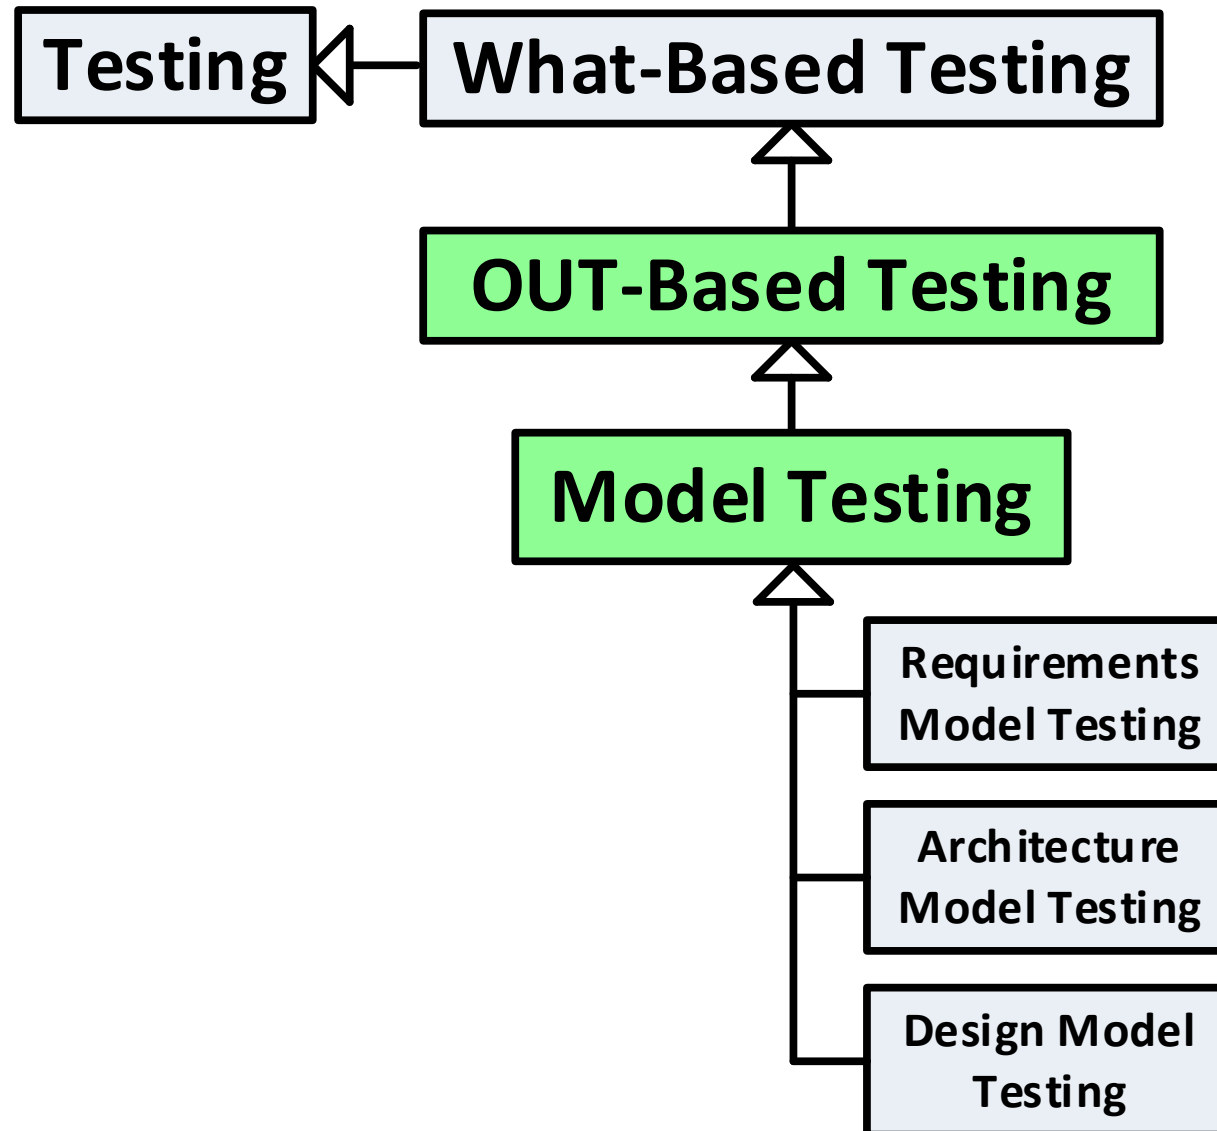 Testing
What-Based Testing
OUT-Based Testing
Model Testing
Requirements
Model Testing
Architecture
Model Testing
Design Model
Testing